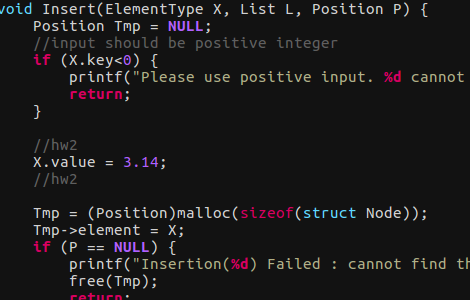 void Insert(ElementType X, List L, Position P) {
Position Tmp = NULL;
//input should be positive integer
if (X.key<0) {
printf("Please use positive input. %d cannot
return;
}
//hw2
X.value = 3.14;
//hw2
Tmp = (Position)malloc(sizeof(struct Node));
Tmp->element = X;
if (P == NULL) {
printf("Insertion(%d) Failed : cannot find th
free(Tmp);
return;